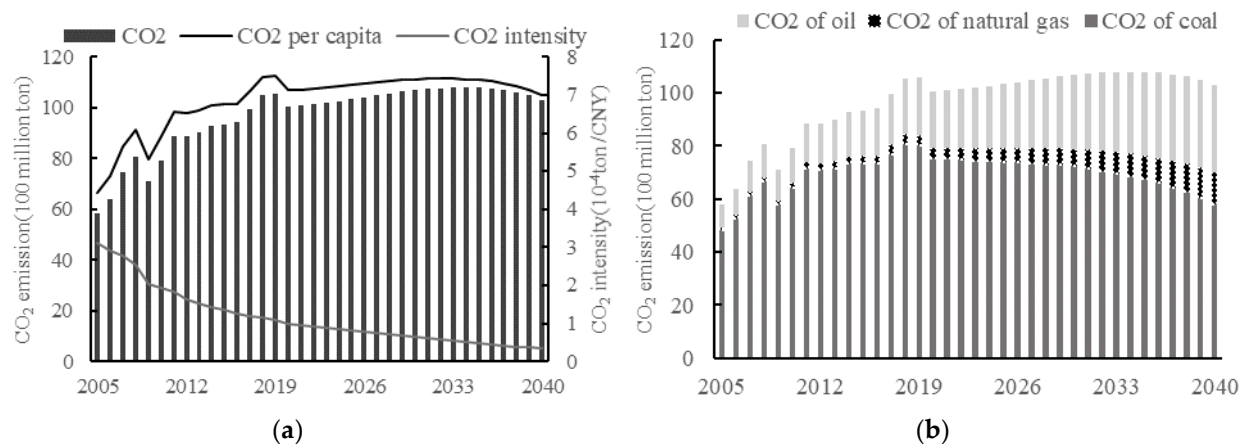 CO2 CO2 per capita CO2 intensity
CO2 emission(100 million ton)
120
100
80
60
40
20
0
8
7
6
5
4
3
2
1
0
CO2 intensity(10-4ton/CNY)
2005 2012 2019 2026 2033 2040
(a)
CO2 of oil CO2 of natural gas CO2 of coal
CO2 emission(100 million ton)
120
100
80
60
40
20
0
2005 2012 2019 2026 2033 2040
(b)